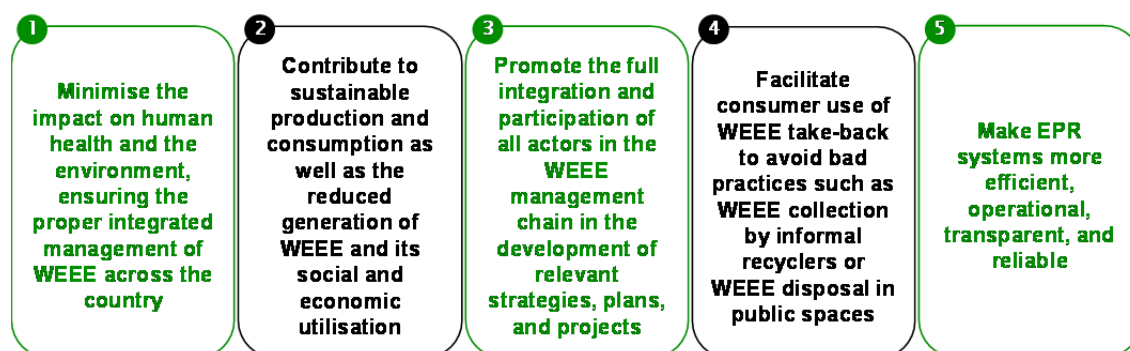 1
Minimise the
impact on human
health and the
environment,
ensuring the
proper integrated
management of
WEEE across the
country
2
Contribute to
sustainable
production and
consumption as
well as the
reduced
generation of
WEEE and its
social and
economic
utilisation
3
Promote the full
integration and
participation of
all actors in the
WEEE
management
chain in the
development of
relevant
strategies, plans,
and projects
4
Facilitate
consumer use of
WEEE take-back
to avoid bad
practices such as
WEEE collection
by informal
recyclers or
WEEE disposal in
public spaces
5
Make EPR
systems more
efficient,
operational,
transparent, and
reliable